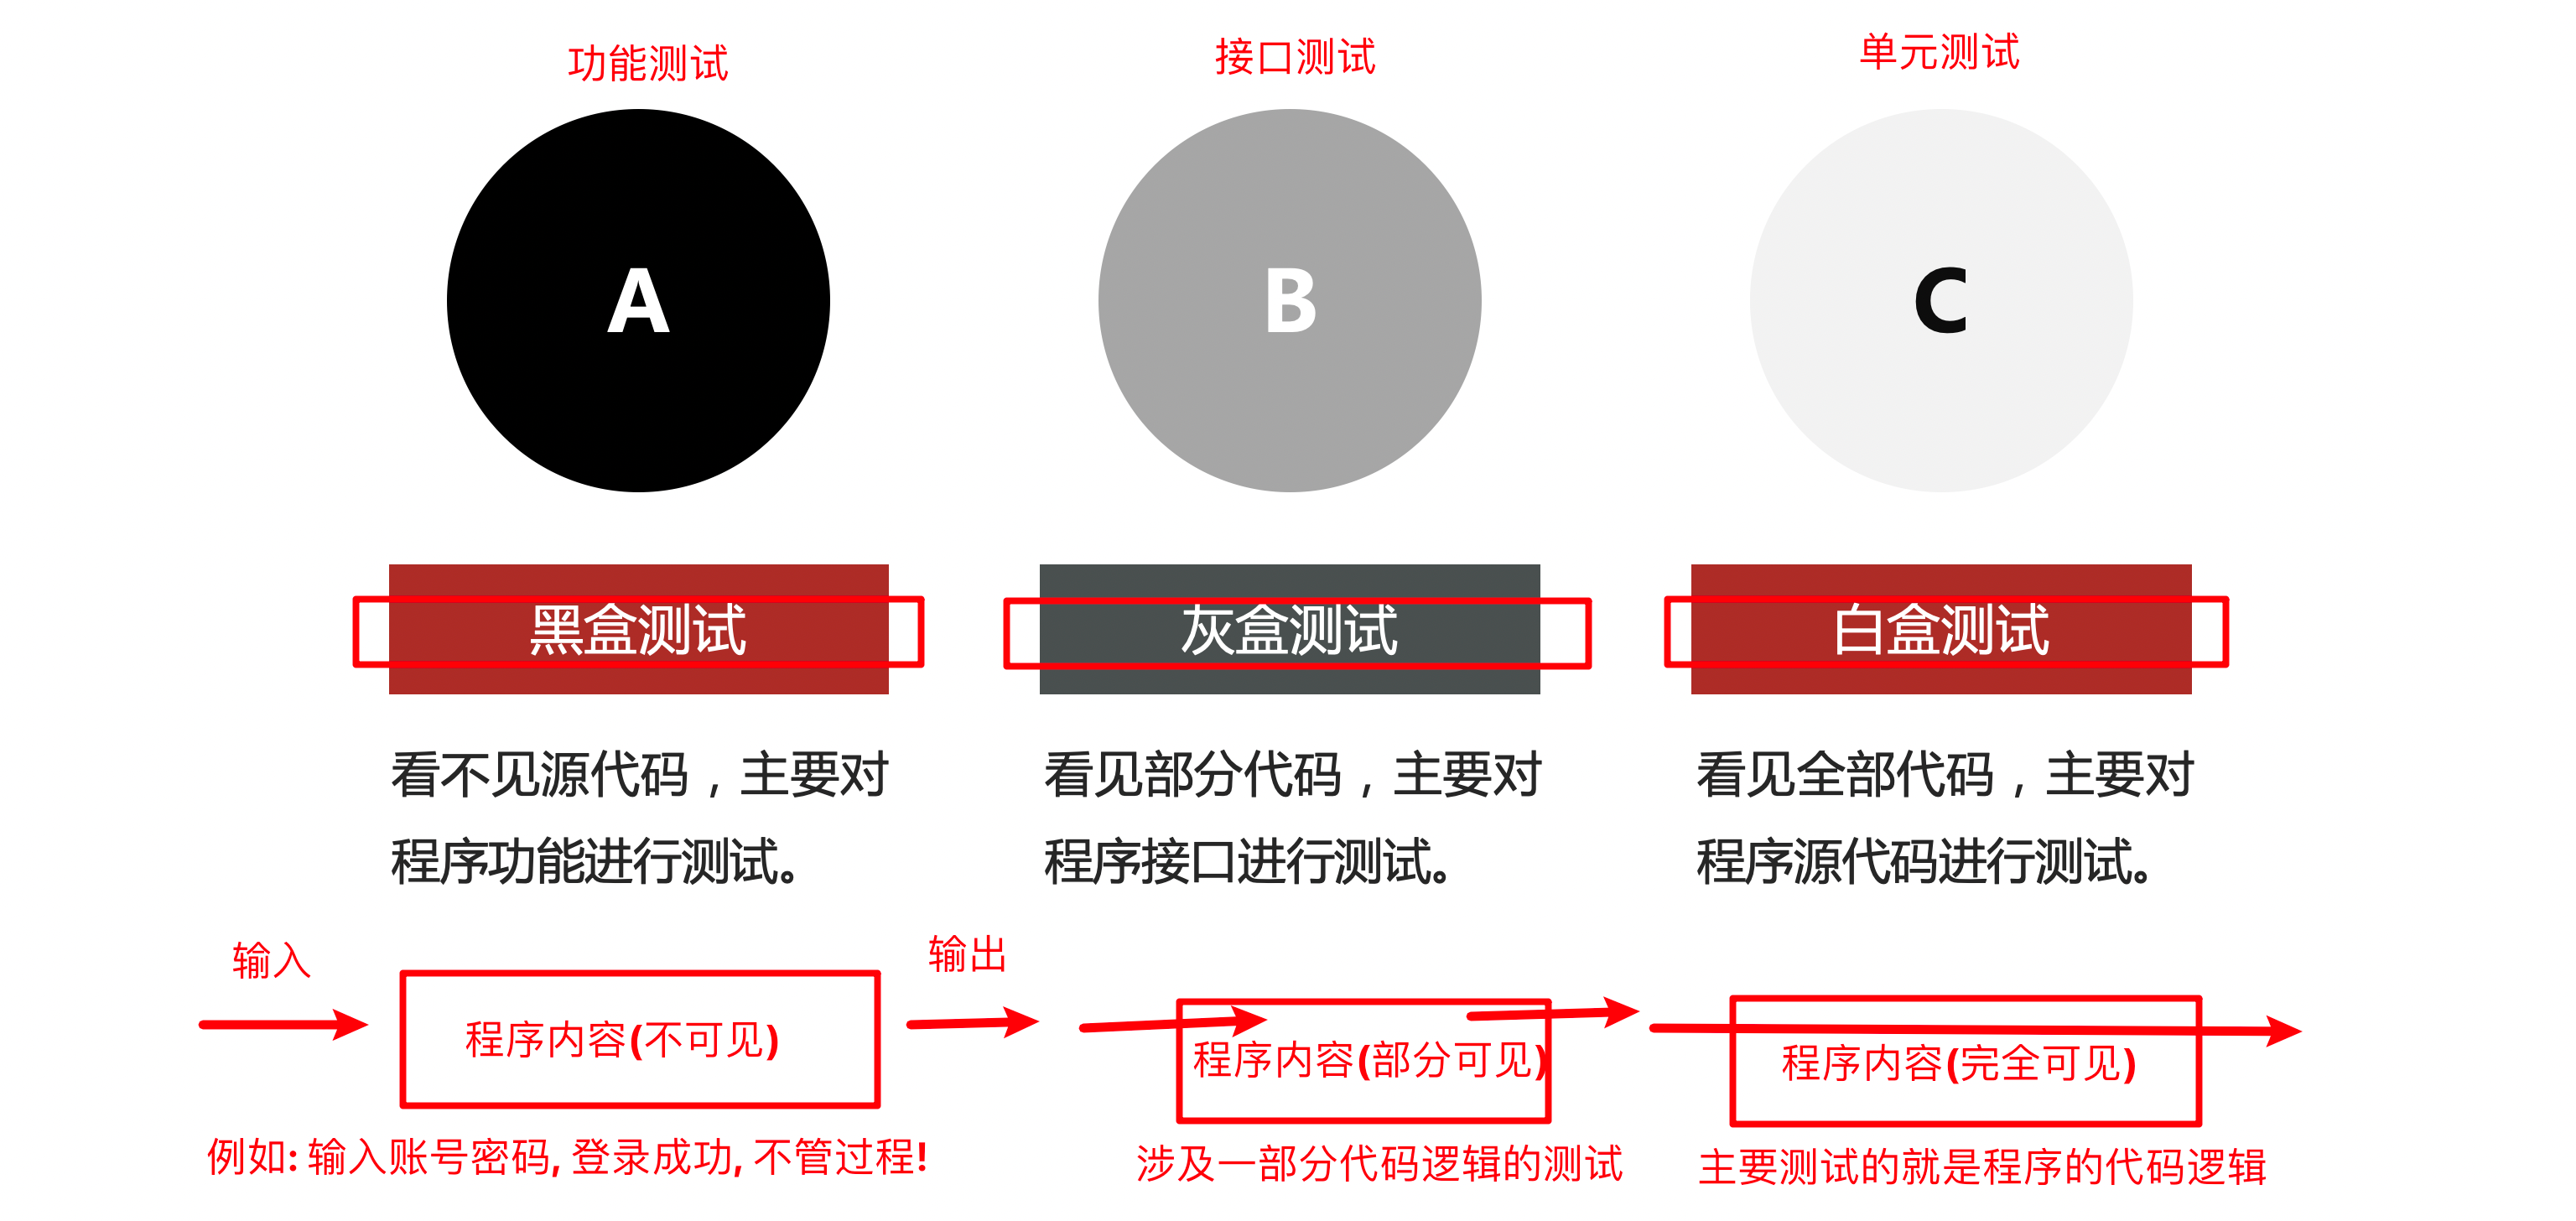 功能测试
接口测试
单元测试
A
B
C
黑盒测试
灰盒测试
白盒测试
看不见源代码，主要对
程序功能进行测试。
看见部分代码，主要对
程序接口进行测试。
看见全部代码，主要对
程序源代码进行测试。
输入
输出
程序内容(不可见)
程序内容(部分可见)
程序内容(完全可见)
例如: 输入账号密码, 登录成功, 不管过程!
涉及一部分代码逻辑的测试
主要测试的就是程序的代码逻辑